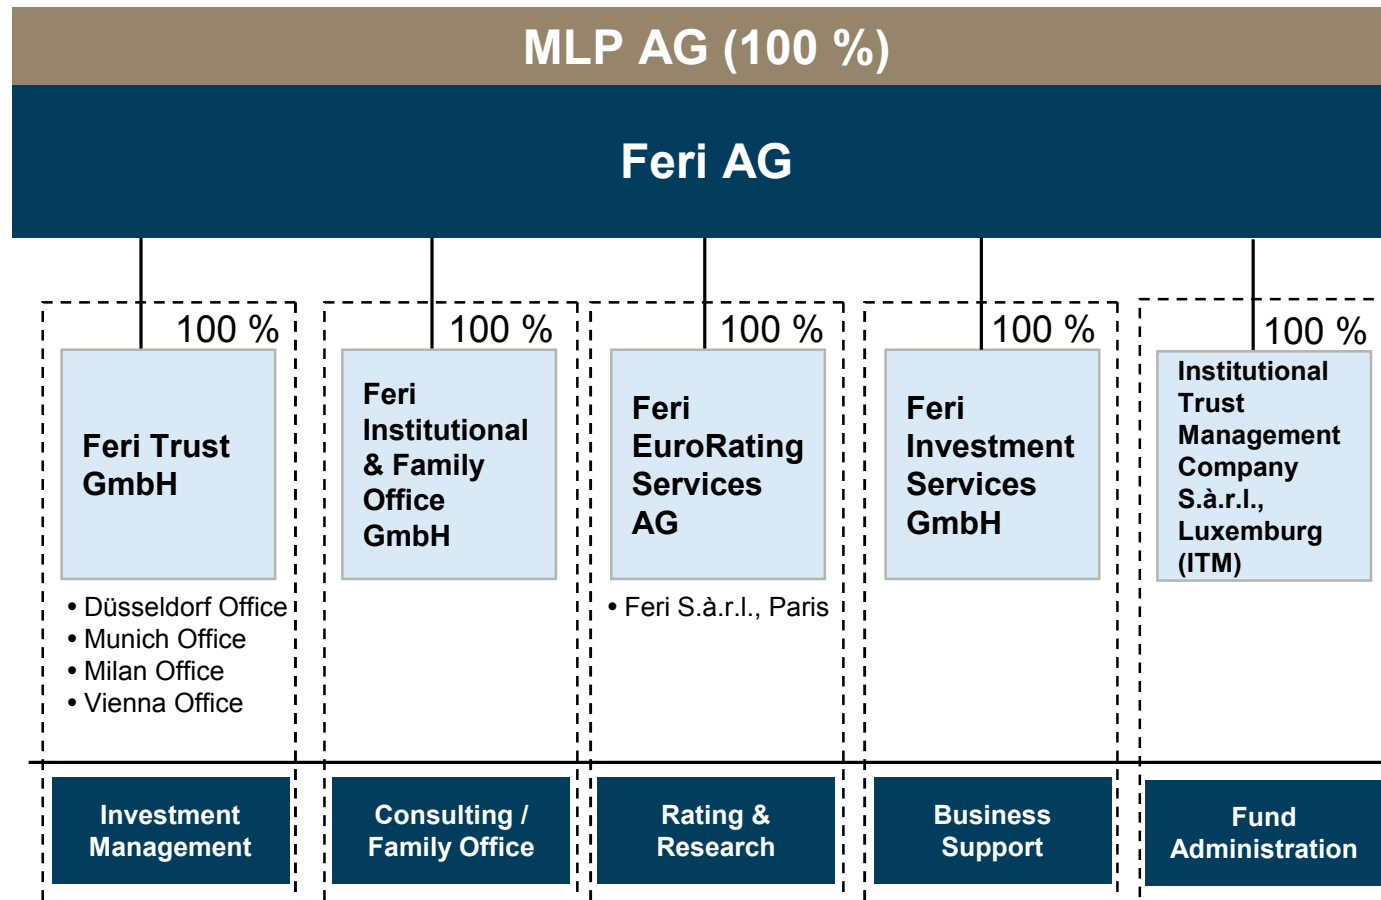 MLP AG (100 %)
Feri AG
100 %
Feri Trust
GmbH
• Düsseldorf Office
• Munich Office
• Milan Office
• Vienna Office
Investment
Management
100 %
Feri
Institutional
& Family
Office
GmbH
Consulting /
Family Office
100 %
Feri
EuroRating
Services
AG
• Feri S.à.r.l., Paris
Rating &
Research
100 %
Feri
Investment
Services
GmbH
Business
Support
100 %
Institutional
Trust
Management
Company
S.à.r.l.,
Luxemburg
(ITM)
Fund
Administration